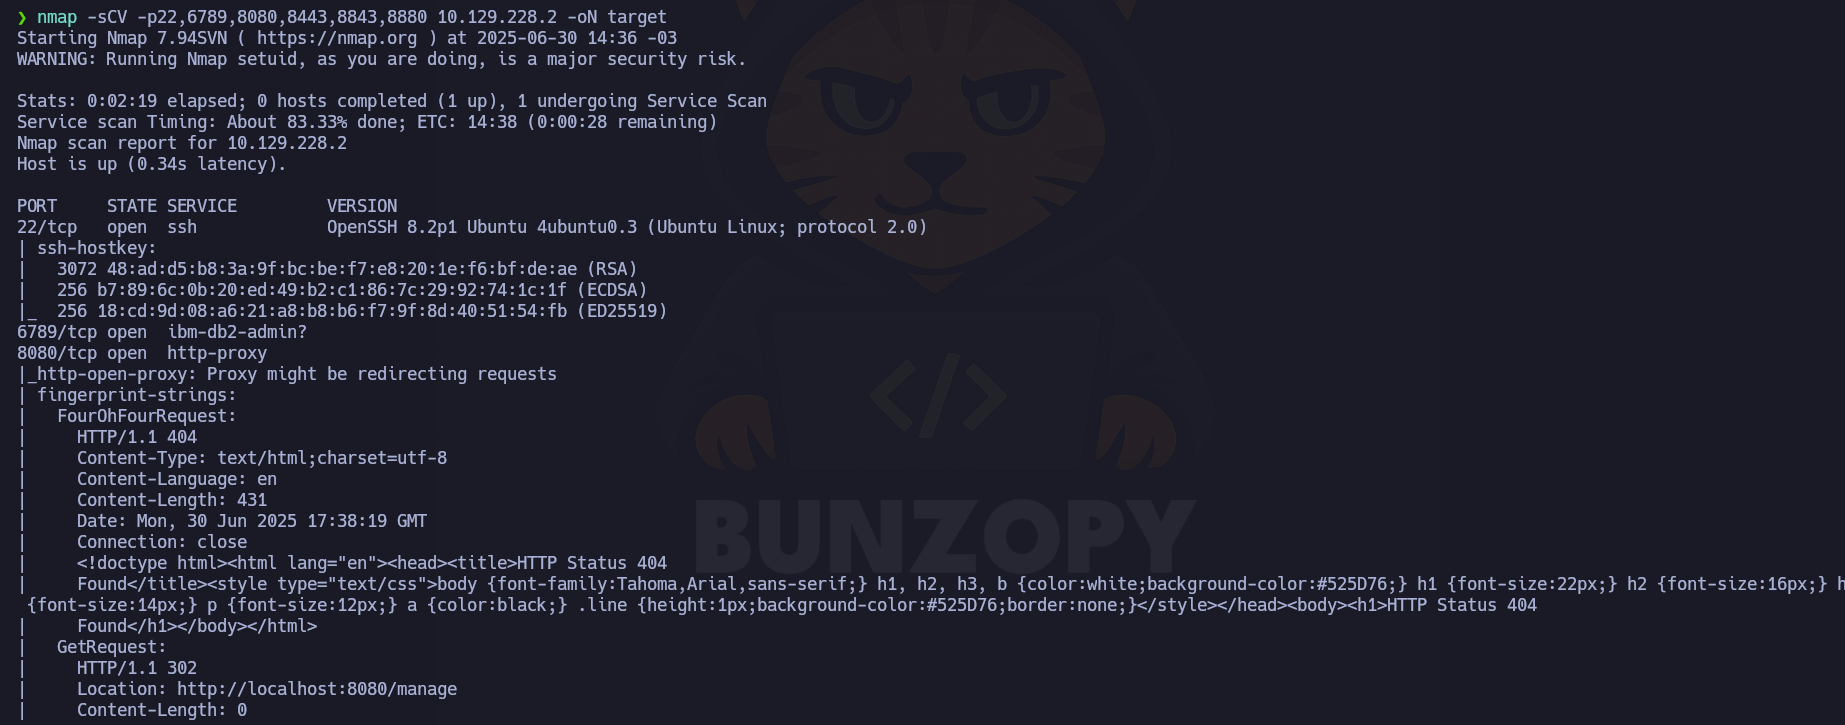 ❯ nmap -sCV -p22,6789,8080,8443,8843,8880 10.129.228.2 -oN target
Starting Nmap 7.94SVN ( https://nmap.org ) at 2025-06-30 14:36 -03
WARNING: Running Nmap setuid, as you are doing, is a major security risk.

Stats: 0:02:19 elapsed; 0 hosts completed (1 up), 1 undergoing Service Scan
Service scan Timing: About 83.33% done; ETC: 14:38 (0:00:28 remaining)
Nmap scan report for 10.129.228.2
Host is up (0.34s latency).

PORT     STATE SERVICE         VERSION
22/tcp   open  ssh             OpenSSH 8.2p1 Ubuntu 4ubuntu0.3 (Ubuntu Linux; protocol 2.0)
| ssh-hostkey:
|   3072 48:ad:d5:b8:3a:9f:bc:be:f7:e8:20:1e:f6:bf:de:ae (RSA)
|   256 b7:89:6c:0b:20:ed:49:b2:c1:86:7c:29:92:74:1c:1f (ECDSA)
|_  256 18:cd:9d:08:a6:21:a8:b8:b6:f7:9f:8d:40:51:54:fb (ED25519)
6789/tcp open  ibm-db2-admin?
8080/tcp open  http-proxy
|_http-open-proxy: Proxy might be redirecting requests
| fingerprint-strings:
|   FourOhFourRequest:
|     HTTP/1.1 404
|     Content-Type: text/html;charset=utf-8
|     Content-Language: en
|     Content-Length: 431
|     Date: Mon, 30 Jun 2025 17:38:19 GMT
|     Connection: close
|     <!doctype html><html lang="en"><head><title>HTTP Status 404
|     Found</title><style type="text/css">body {font-family:Tahoma,Arial,sans-serif;} h1, h2, h3, b {color:white;background-color:#525D76;} h1 {font-size:22px;} h2 {font-size:16px;} h
{font-size:14px;} p {font-size:12px;} a {color:black;} .line {height:1px;background-color:#525D76;border:none;}</style></head><body><h1>HTTP Status 404
|     Found</h1></body></html>
|   GetRequest:
|     HTTP/1.1 302
|     Location: http://localhost:8080/manage
|     Content-Length: 0
</>
BUNZOPY